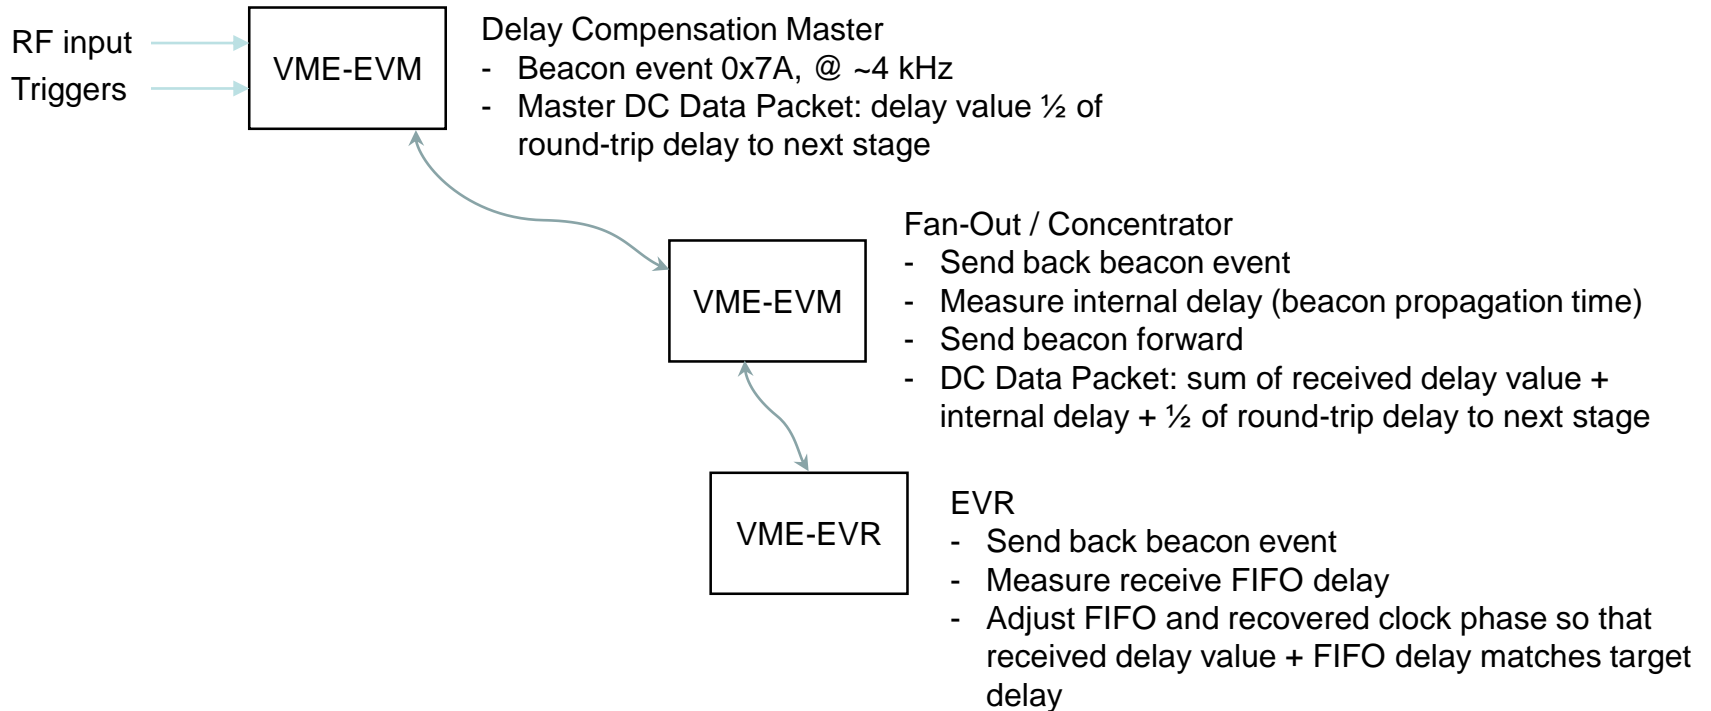 RF input
Triggers
VME-EVM
Delay Compensation Master
- Beacon event 0x7A, @ ~4 kHz
- Master DC Data Packet: delay value ½ of
round-trip delay to next stage
VME-EVM
Fan-Out / Concentrator
- Send back beacon event
- Measure internal delay (beacon propagation time)
- Send beacon forward
- DC Data Packet: sum of received delay value +
internal delay + ½ of round-trip delay to next stage
VME-EVR
EVR
- Send back beacon event
- Measure receive FIFO delay
- Adjust FIFO and recovered clock phase so that
received delay value + FIFO delay matches target
delay